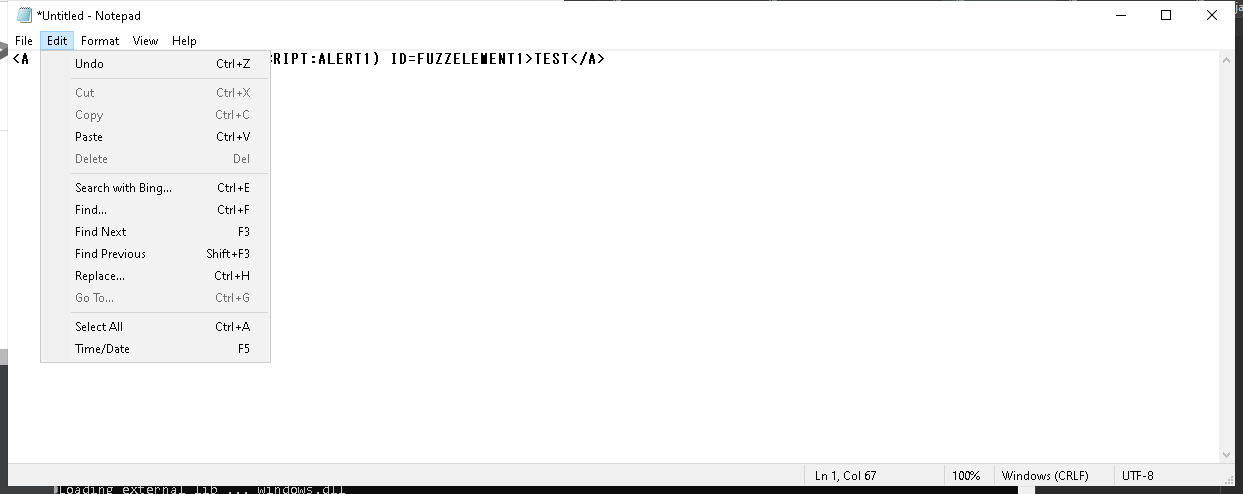 *Untitled - Notepad
File Edit Format View Help
<A RIPT:ALERT1) ID=FUZZELEMENT1>TEST</A>
Undo Ctrl+Z
Cut Ctrl+X
Copy Ctrl+C
Paste Ctrl+V
Delete Del
Search with Bing... Ctrl+E
Find... Ctrl+F
Find Next F3
Find Previous Shift+F3
Replace... Ctrl+H
Go To... Ctrl+G
Select All Ctrl+A
Time/Date F5
Ln 1, Col 67 100% Windows (CRLF) UTF-8
Loading external lib ... windows.dll